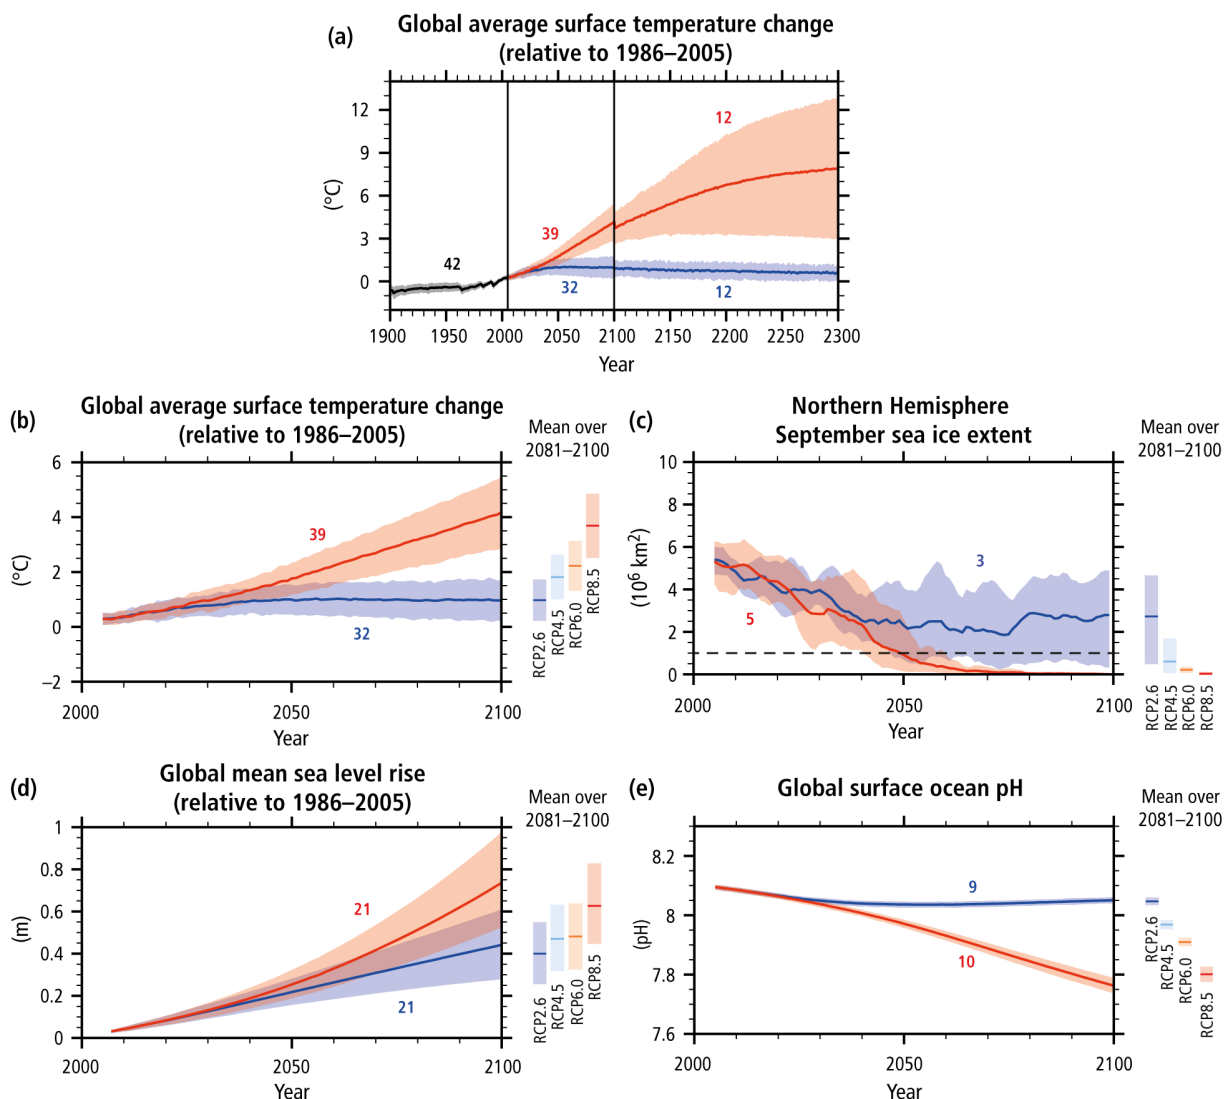 (a)
Global average surface temperature change
(relative to 1986–2005)
12
9
6
3
0
(°C)
42
39
32
12
12
1900 1950 2000 2050 2100 2150 2200 2250 2300
Year
(b)
Global average surface temperature change
(relative to 1986–2005)
Mean over
2081–2100
6
4
2
0
−2
(°C)
39
32
2000 2050 2100
Year
RCP2.6
RCP4.5
RCP6.0
RCP8.5
(c)
Northern Hemisphere
September sea ice extent
Mean over
2081–2100
10
8
6
4
2
0
(10⁶ km²)
3
5
2000 2050 2100
Year
RCP2.6
RCP4.5
RCP6.0
RCP8.5
(d)
Global mean sea level rise
(relative to 1986–2005)
Mean over
2081–2100
1
0.8
0.6
0.4
0.2
0
(m)
21
21
2000 2050 2100
Year
RCP2.6
RCP4.5
RCP6.0
RCP8.5
(e)
Global surface ocean pH
Mean over
2081–2100
8.2
8
7.8
7.6
(pH)
9
10
2000 2050 2100
Year
RCP2.6
RCP4.5
RCP6.0
RCP8.5